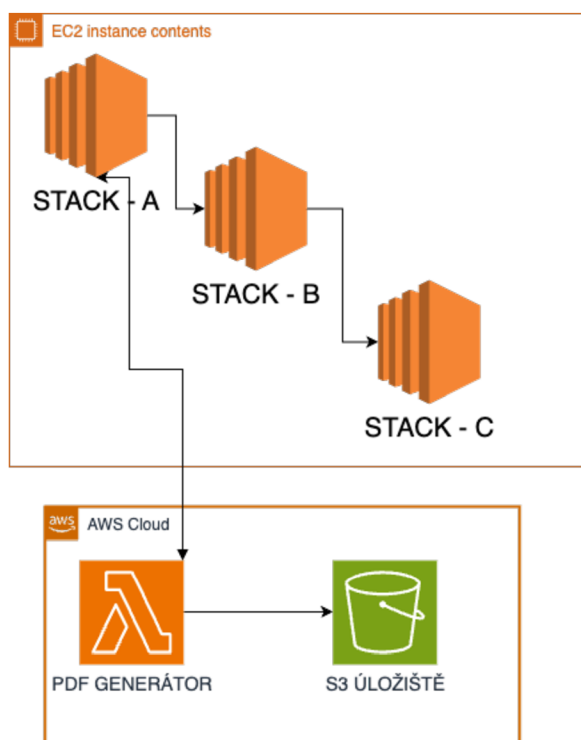 EC2 instance contents
STACK - A
STACK - B
STACK - C
aws
AWS Cloud
PDF GENERÁTOR
S3 ÚLOŽIŠTĚ